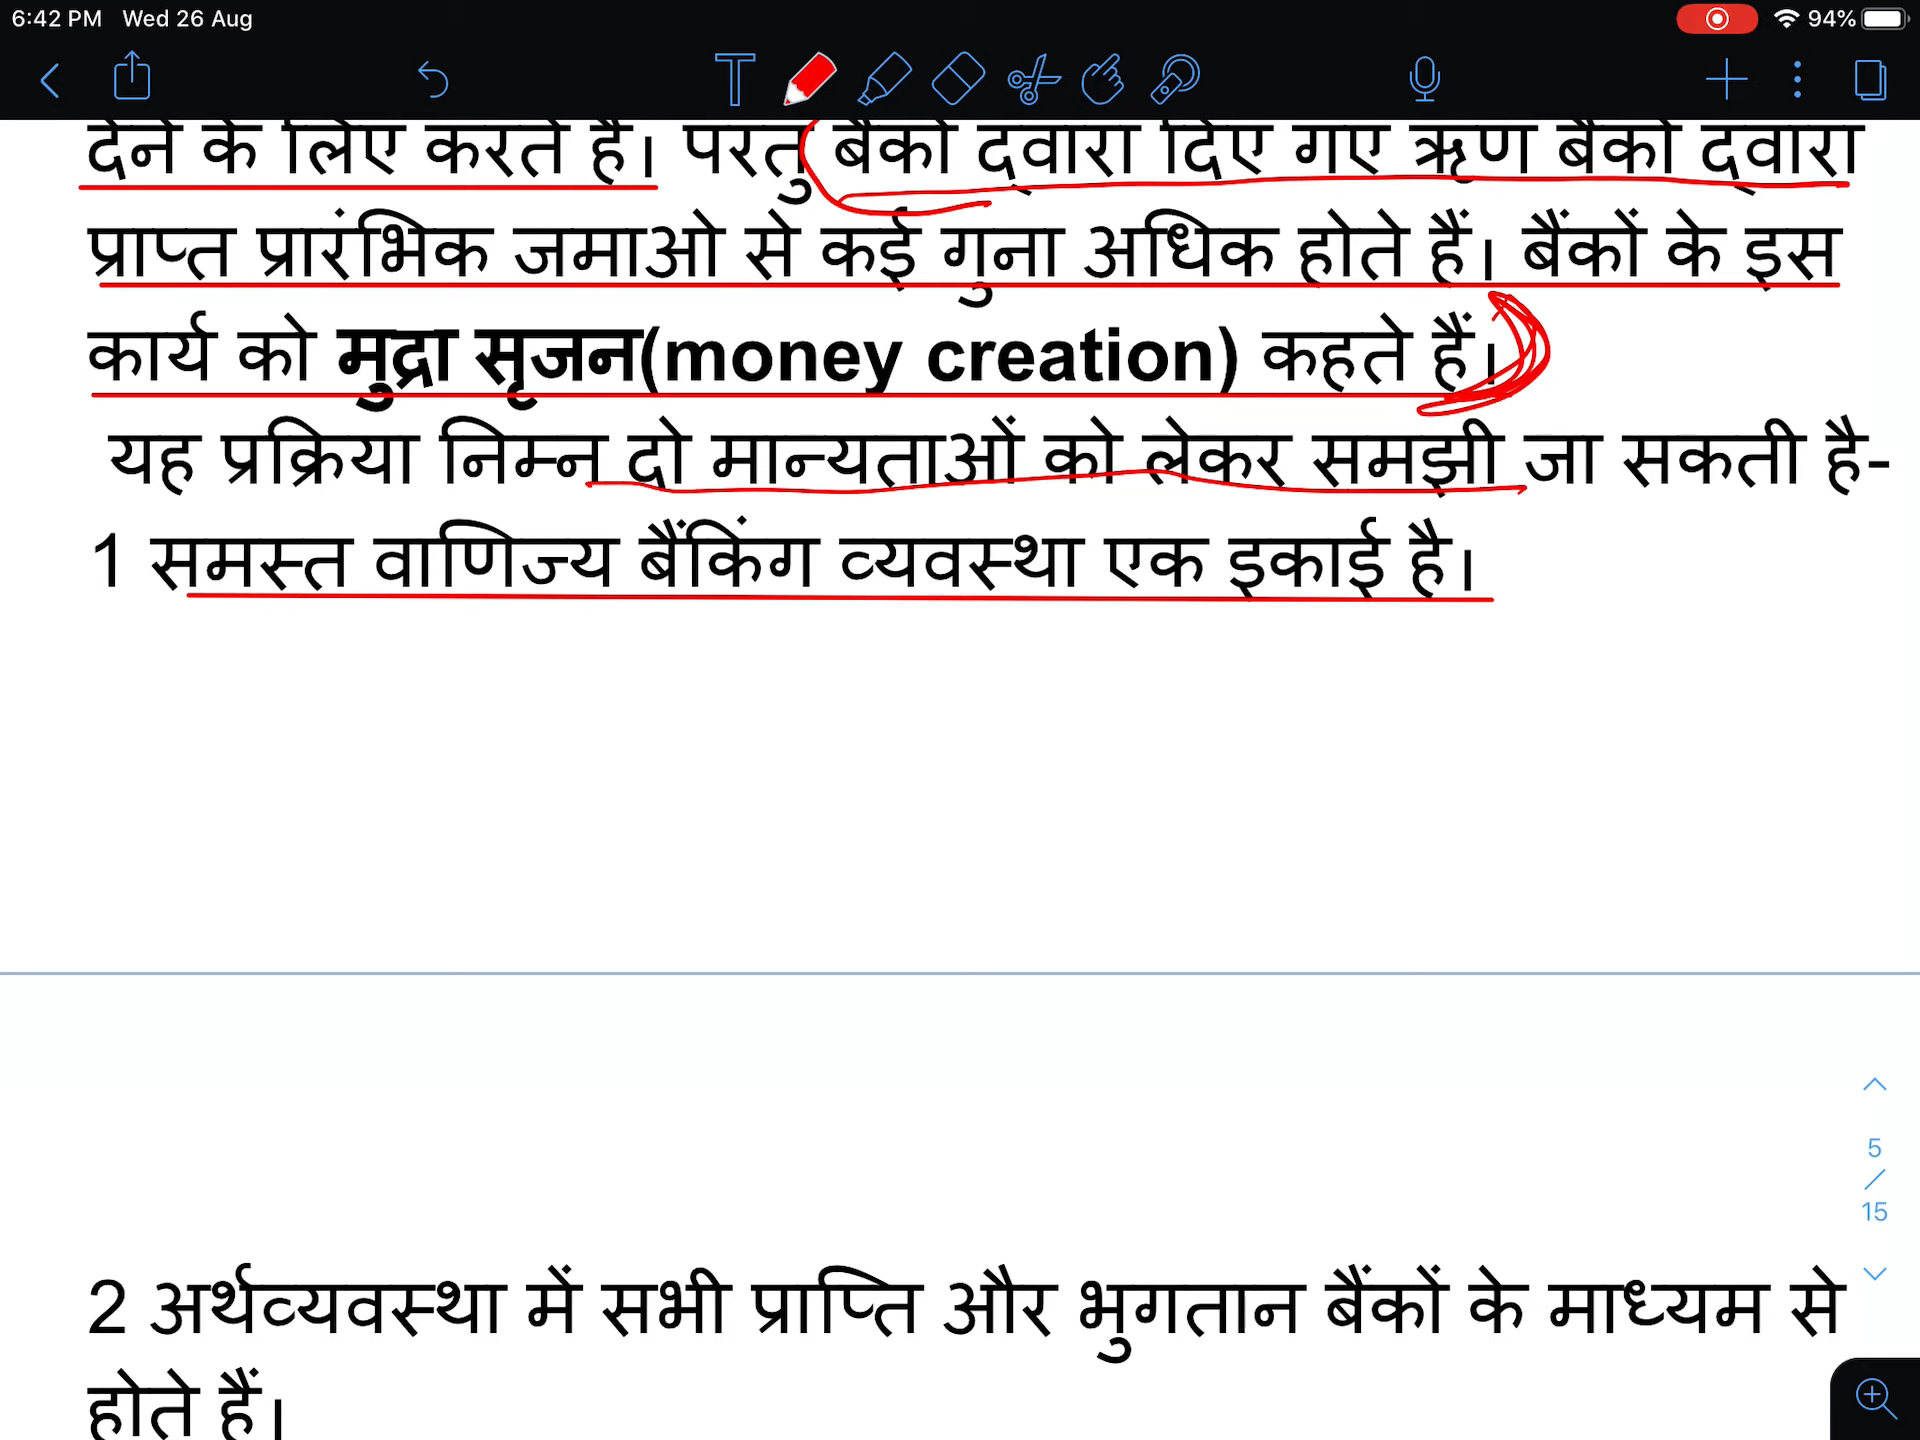 6:42 PM Wed 26 Aug 94%
देने के लिए करते हैं। परंतु बैंकों द्वारा दिए गए ऋण बैंकों द्वारा
प्राप्त प्रारंभिक जमाओ से कई गुना अधिक होते हैं। बैंकों के इस
कार्य को मुद्रा सृजन(money creation) कहते हैं।
यह प्रक्रिया निम्न दो मान्यताओं को लेकर समझी जा सकती है-
1 समस्त वाणिज्य बैंकिंग व्यवस्था एक इकाई है।
5
/
15
2 अर्थव्यवस्था में सभी प्राप्ति और भुगतान बैंकों के माध्यम से
होते हैं।